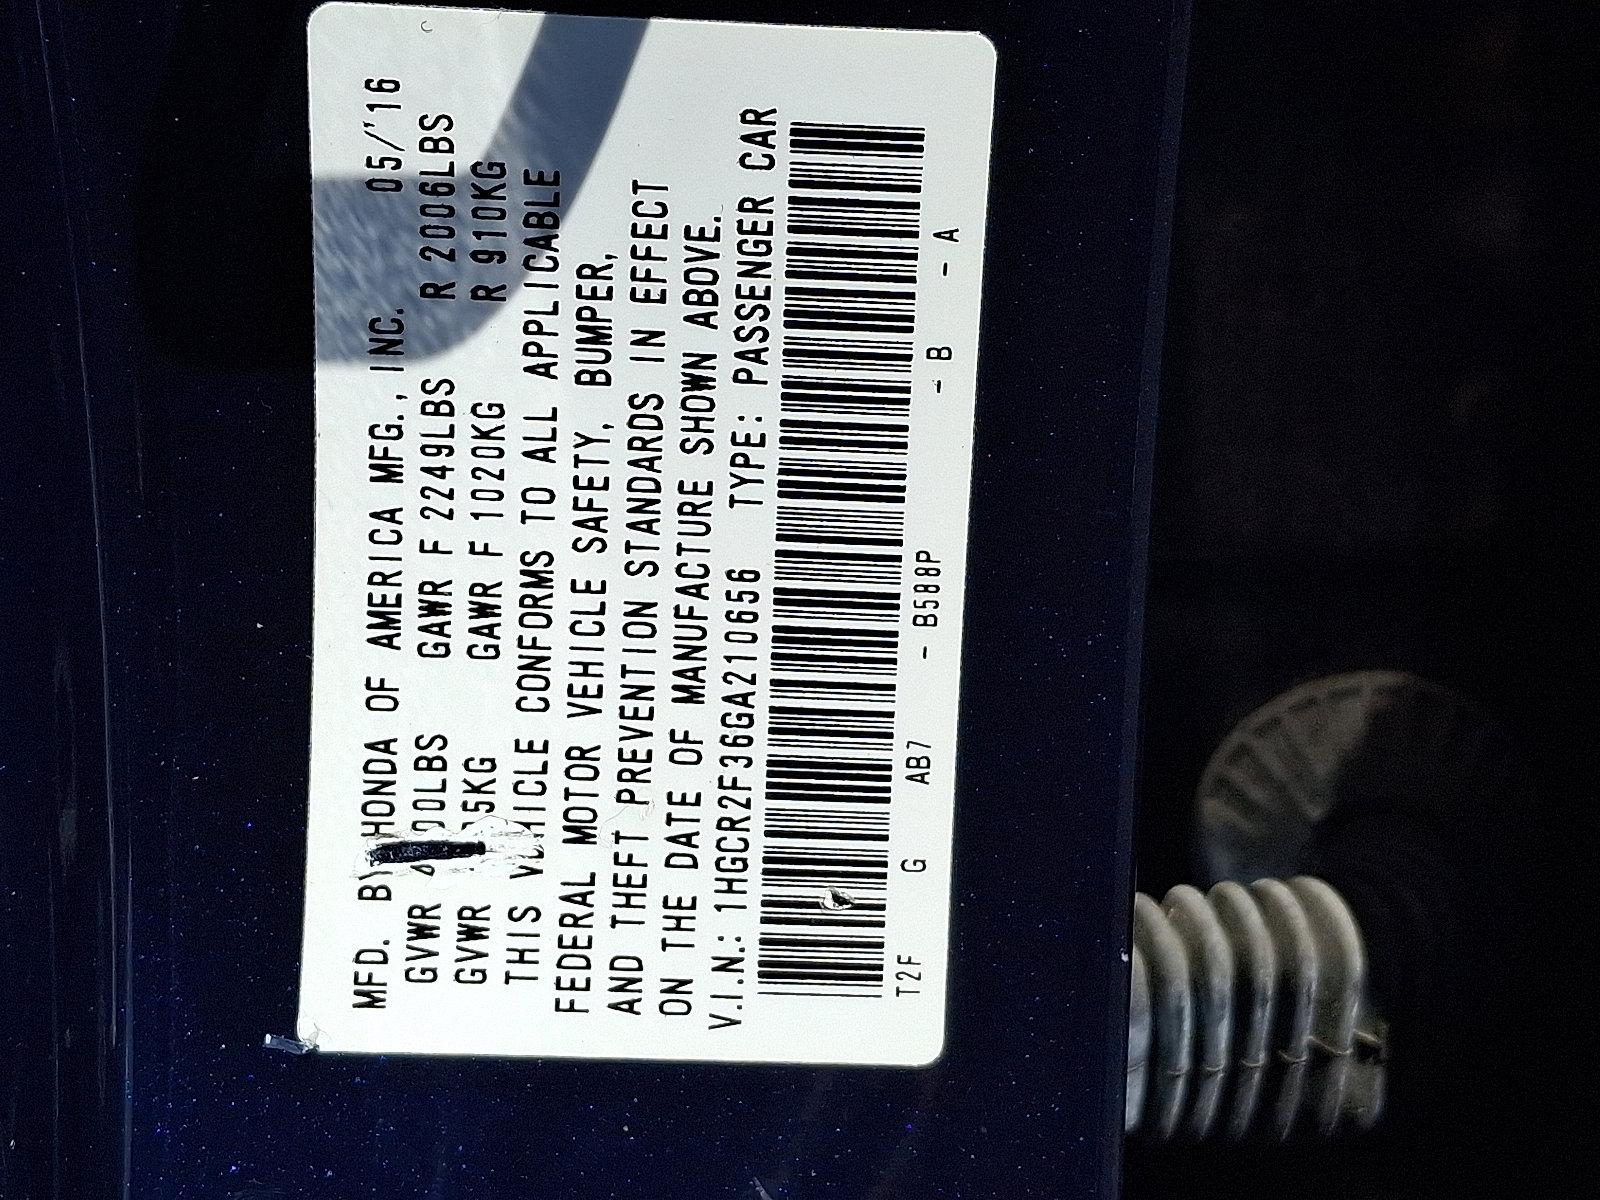 MFD. BY HONDA OF AMERICA MFG., INC. 05/'16
GVWR GAWR F 2249LBS R 2006LBS
GVWR GAWR F 1020KG R 910KG
THIS VEHICLE CONFORMS TO ALL APPLICABLE
FEDERAL MOTOR VEHICLE SAFETY, BUMPER,
AND THEFT PREVENTION STANDARDS IN EFFECT
ON THE DATE OF MANUFACTURE SHOWN ABOVE.
V.I.N.: 1HGCR2F36GA210656 TYPE: PASSENGER CAR
T2F G AB7 - B588P - B - A